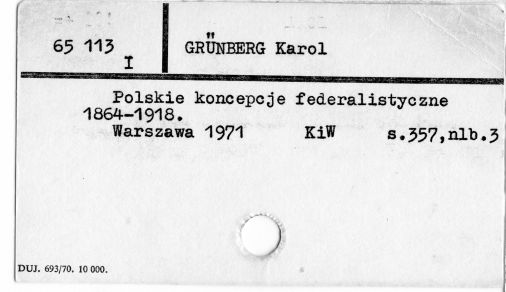 65 113 I GRÜNBERG Karol
Polskie koncepcje federalistyczne
1864-1918.
Warszawa 1971 KiW s.357,nlb.3
DUJ. 693/70. 10 000.